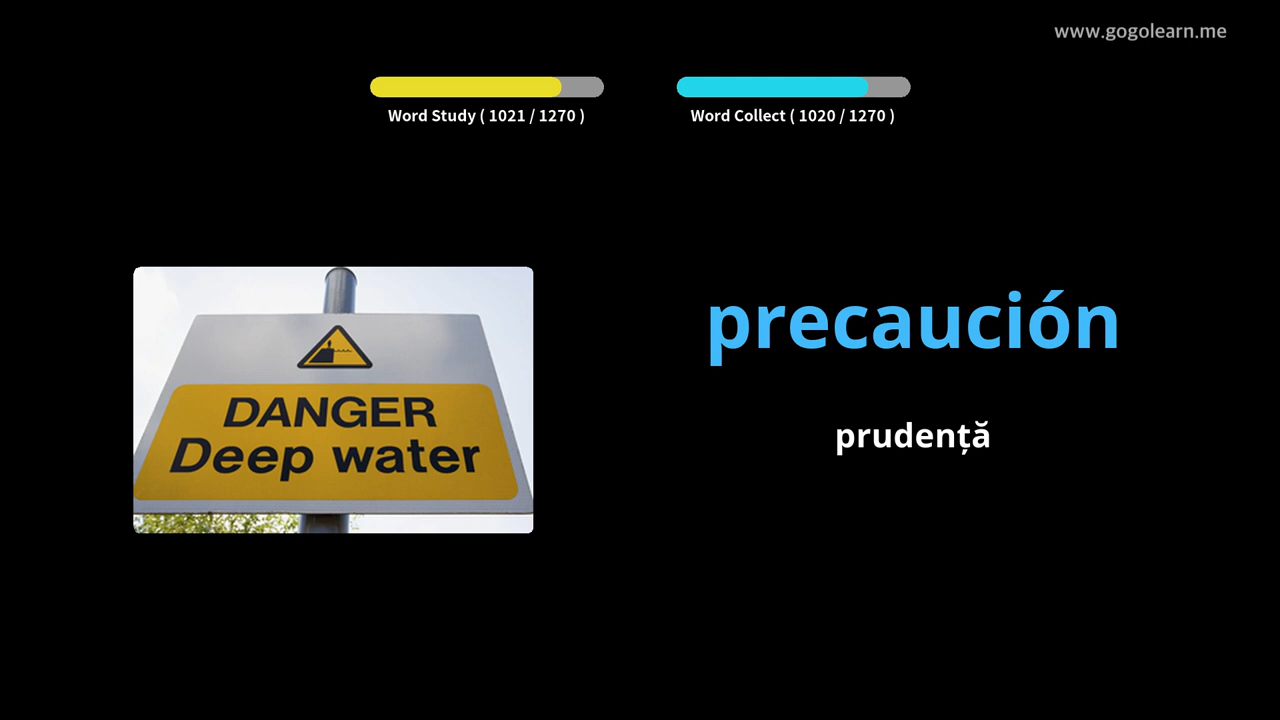 www.gogolearn.me
Word Study ( 1021 / 1270 )
Word Collect ( 1020 / 1270 )
DANGER
Deep water
precaución
prudență